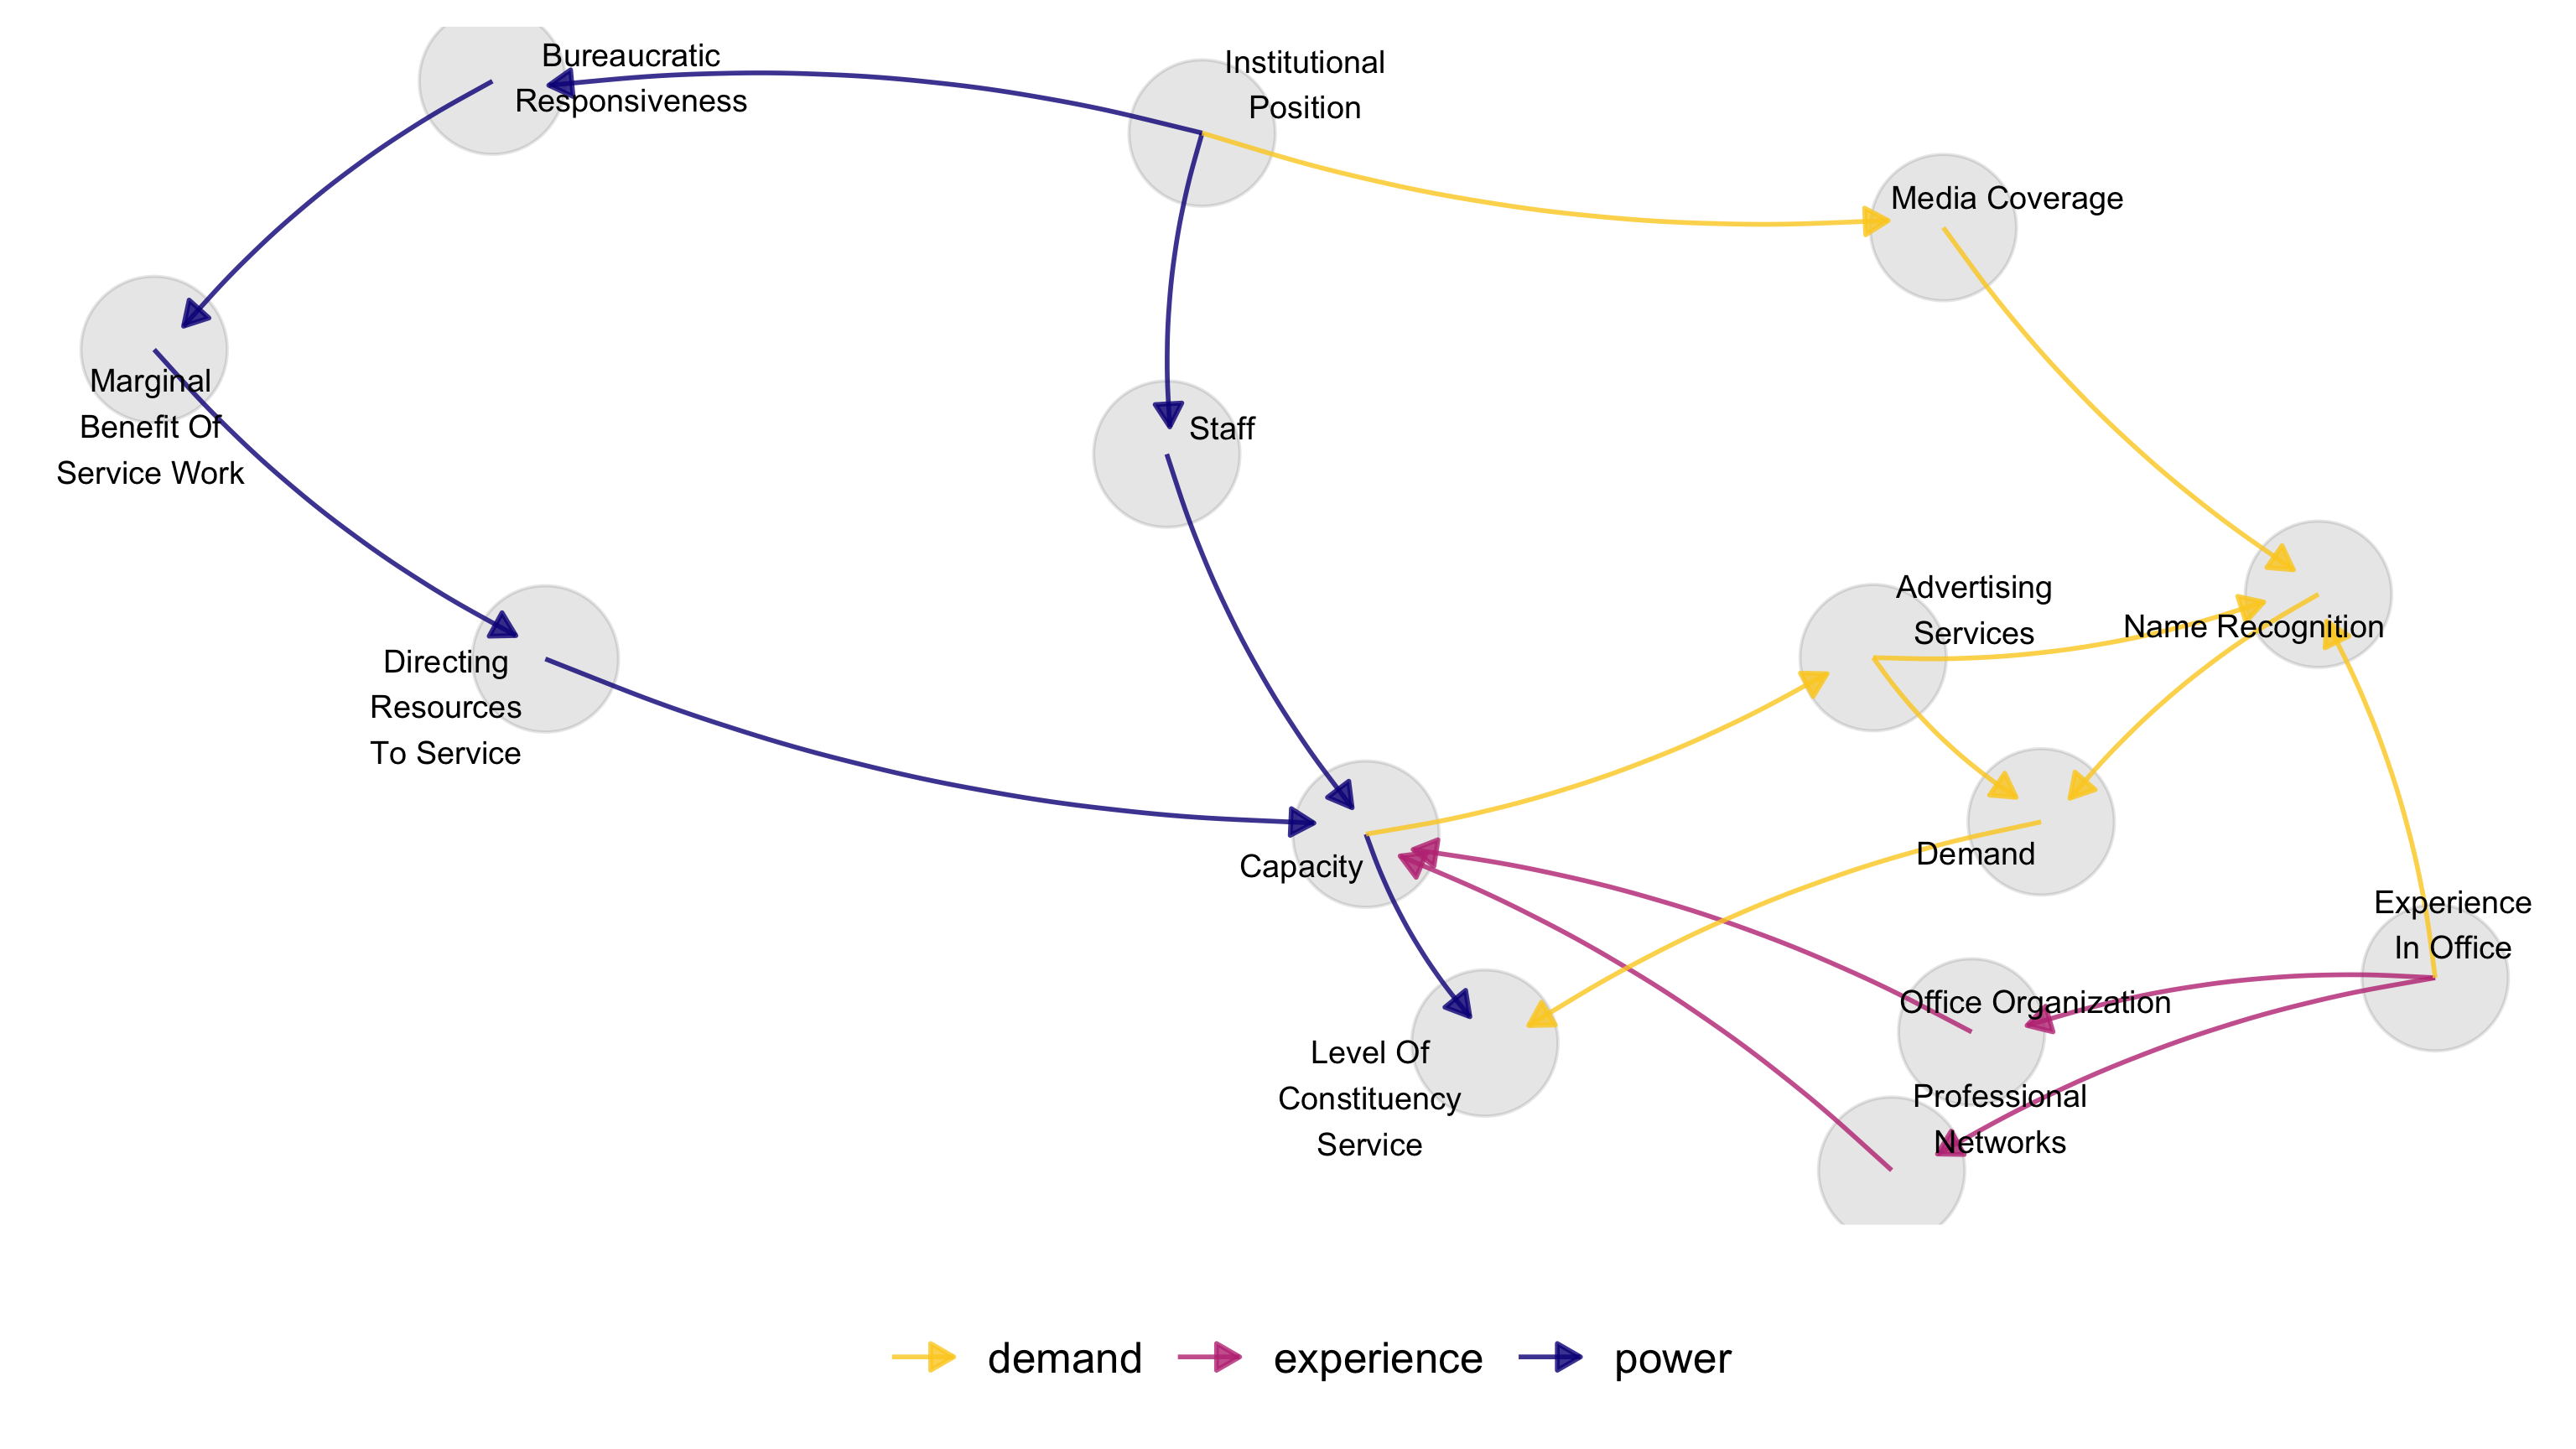 Bureaucratic
Responsiveness
Institutional
Position
Media Coverage
Marginal
Benefit Of
Service Work
Staff
Advertising
Services
Name Recognition
Directing
Resources
To Service
Capacity
Demand
Experience
In Office
Office Organization
Level Of
Constituency
Service
Professional
Networks
demand experience power